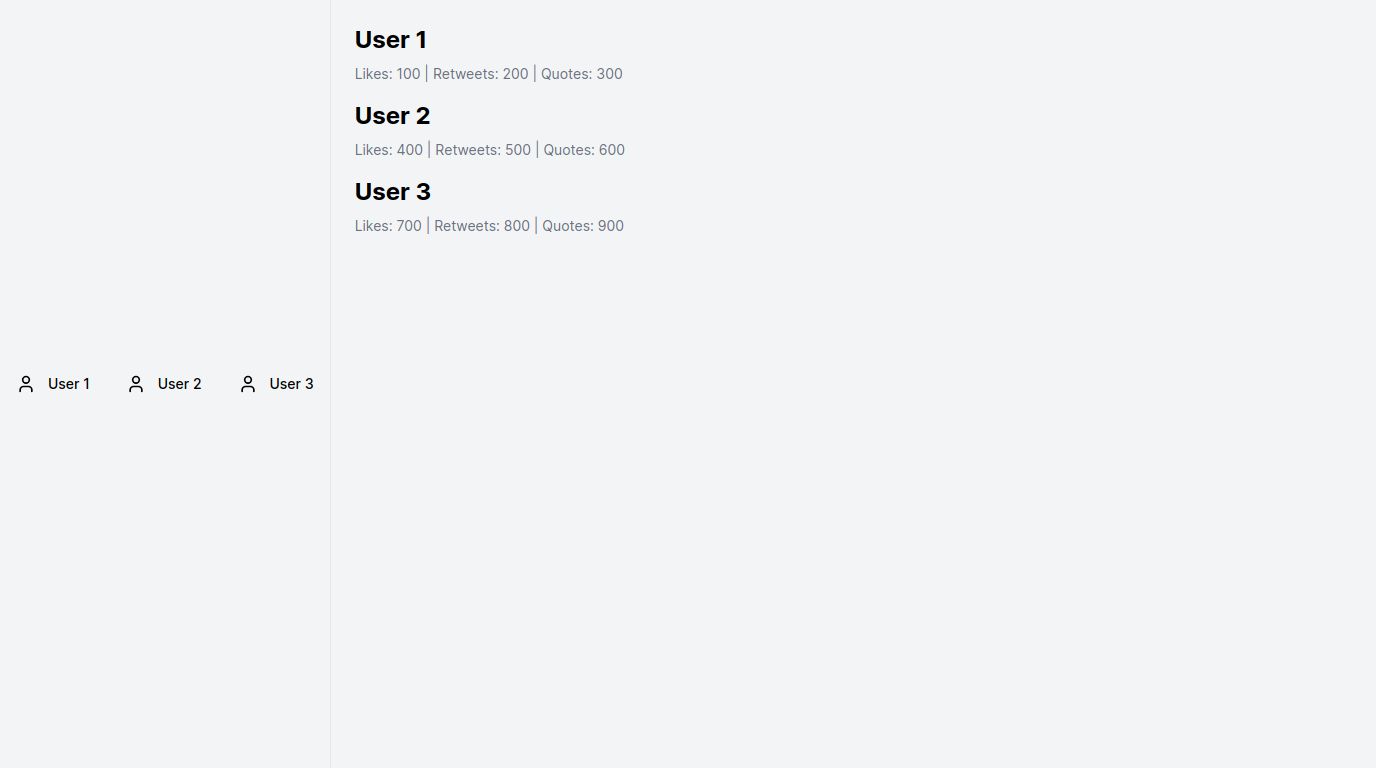 User 1
User 2
User 3
User 1
Likes: 100 | Retweets: 200 | Quotes: 300
User 2
Likes: 400 | Retweets: 500 | Quotes: 600
User 3
Likes: 700 | Retweets: 800 | Quotes: 900